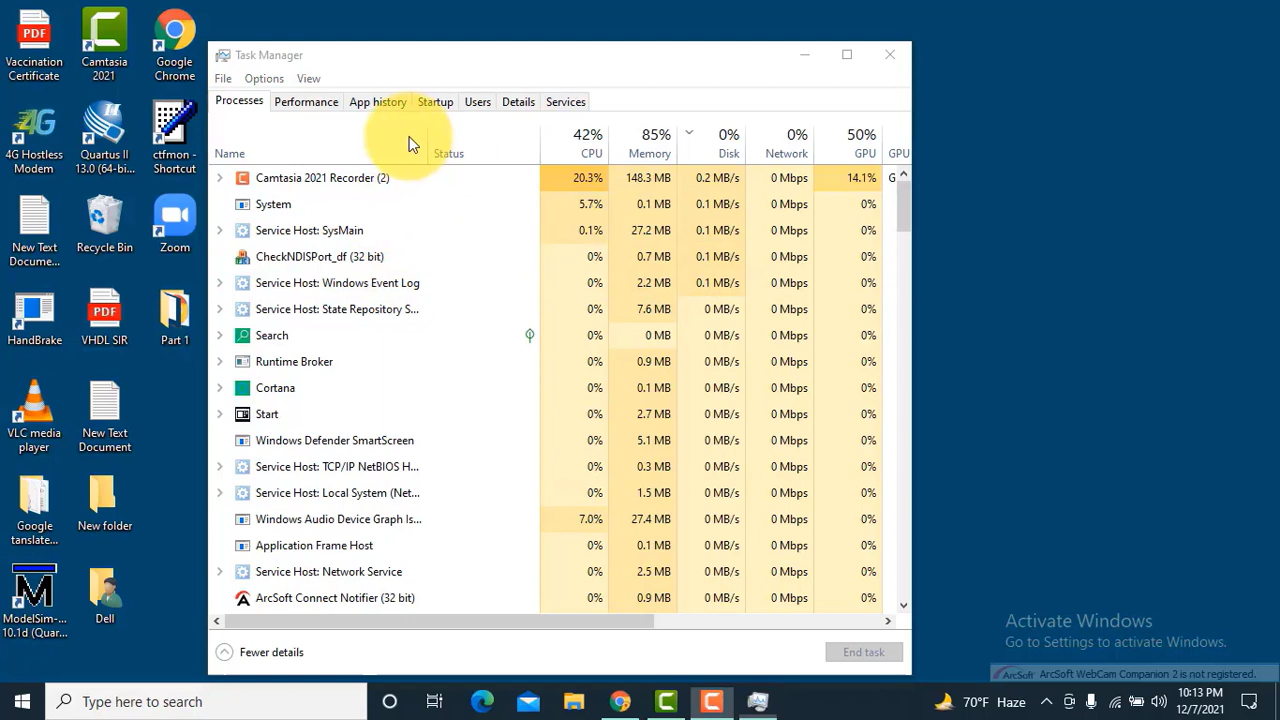 Vaccination Certificate
Camtasia 2021
Google Chrome
4G Hostless Modem
Quartus II 13.0 (64-bi...
ctfmon - Shortcut
New Text Docume...
Recycle Bin
Zoom
HandBrake
VHDL SIR
Part 1
VLC media player
New Text Document
Google tanslate...
New folder
ModelSim-... 10.1d (Quar...
Dell
Task Manager
File Options View
Processes Performance App history Startup Users Details Services
42% 85% 0% 0% 50%
Name Status CPU Memory Disk Network GPU GPU
Camtasia 2021 Recorder (2) 20.3% 148.3 MB 0.2 MB/s 0 Mbps 14.1% G
System 5.7% 0.1 MB 0.1 MB/s 0 Mbps 0%
Service Host: SysMain 0.1% 27.2 MB 0.1 MB/s 0 Mbps 0%
CheckNDISPort_df (32 bit) 0% 0.7 MB 0.1 MB/s 0 Mbps 0%
Service Host: Windows Event Log 0% 2.2 MB 0.1 MB/s 0 Mbps 0%
Service Host: State Repository S... 0% 7.6 MB 0 MB/s 0 Mbps 0%
Search 0% 0 MB 0 MB/s 0 Mbps 0%
Runtime Broker 0% 0.9 MB 0 MB/s 0 Mbps 0%
Cortana 0% 0.1 MB 0 MB/s 0 Mbps 0%
Start 0% 2.7 MB 0 MB/s 0 Mbps 0%
Windows Defender SmartScreen 0% 5.1 MB 0 MB/s 0 Mbps 0%
Service Host: TCP/IP NetBIOS H... 0% 0.3 MB 0 MB/s 0 Mbps 0%
Service Host: Local System (Net... 0% 1.5 MB 0 MB/s 0 Mbps 0%
Windows Audio Device Graph Is... 7.0% 27.4 MB 0 MB/s 0 Mbps 0%
Application Frame Host 0% 0.1 MB 0 MB/s 0 Mbps 0%
Service Host: Network Service 0% 2.5 MB 0 MB/s 0 Mbps 0%
ArcSoft Connect Notifier (32 bit) 0% 0.9 MB 0 MB/s 0 Mbps 0%
Fewer details End task
Activate Windows
Go to Settings to activate Windows.
ArcSoft ArcSoft WebCam Companion 2 is not registered.
Type here to search
70°F Haze
10:13 PM
12/7/2021